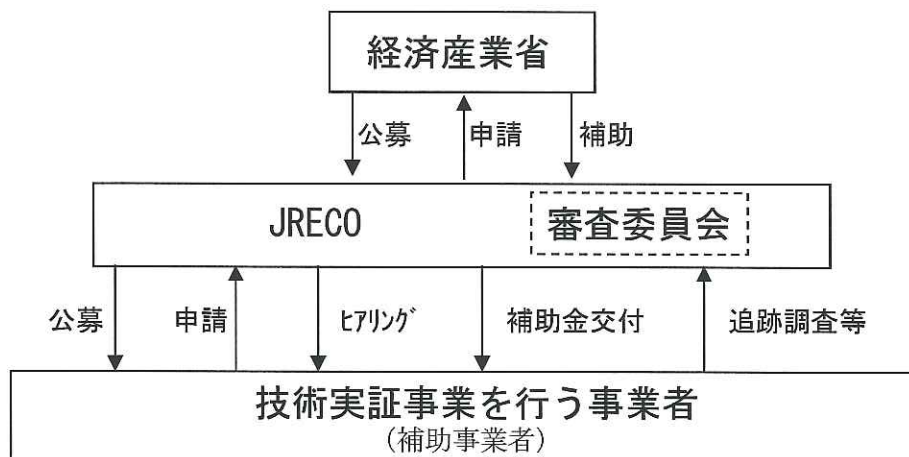 経済産業省
公募
申請
補助
JRECO
審査委員会
公募
申請
ﾋｱﾘﾝｸﾞ
補助金交付
追跡調査等
技術実証事業を行う事業者
(補助事業者)